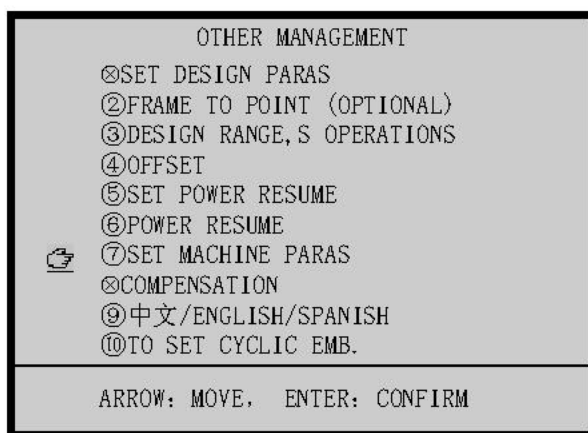 OTHER MANAGEMENT
⊗SET DESIGN PARAS
②FRAME TO POINT (OPTIONAL)
③DESIGN RANGE,S OPERATIONS
④OFFSET
⑤SET POWER RESUME
⑥POWER RESUME
⑦SET MACHINE PARAS
⊗COMPENSATION
⑨中文/ENGLISH/SPANISH
⑩TO SET CYCLIC EMB.
ARROW: MOVE, ENTER: CONFIRM